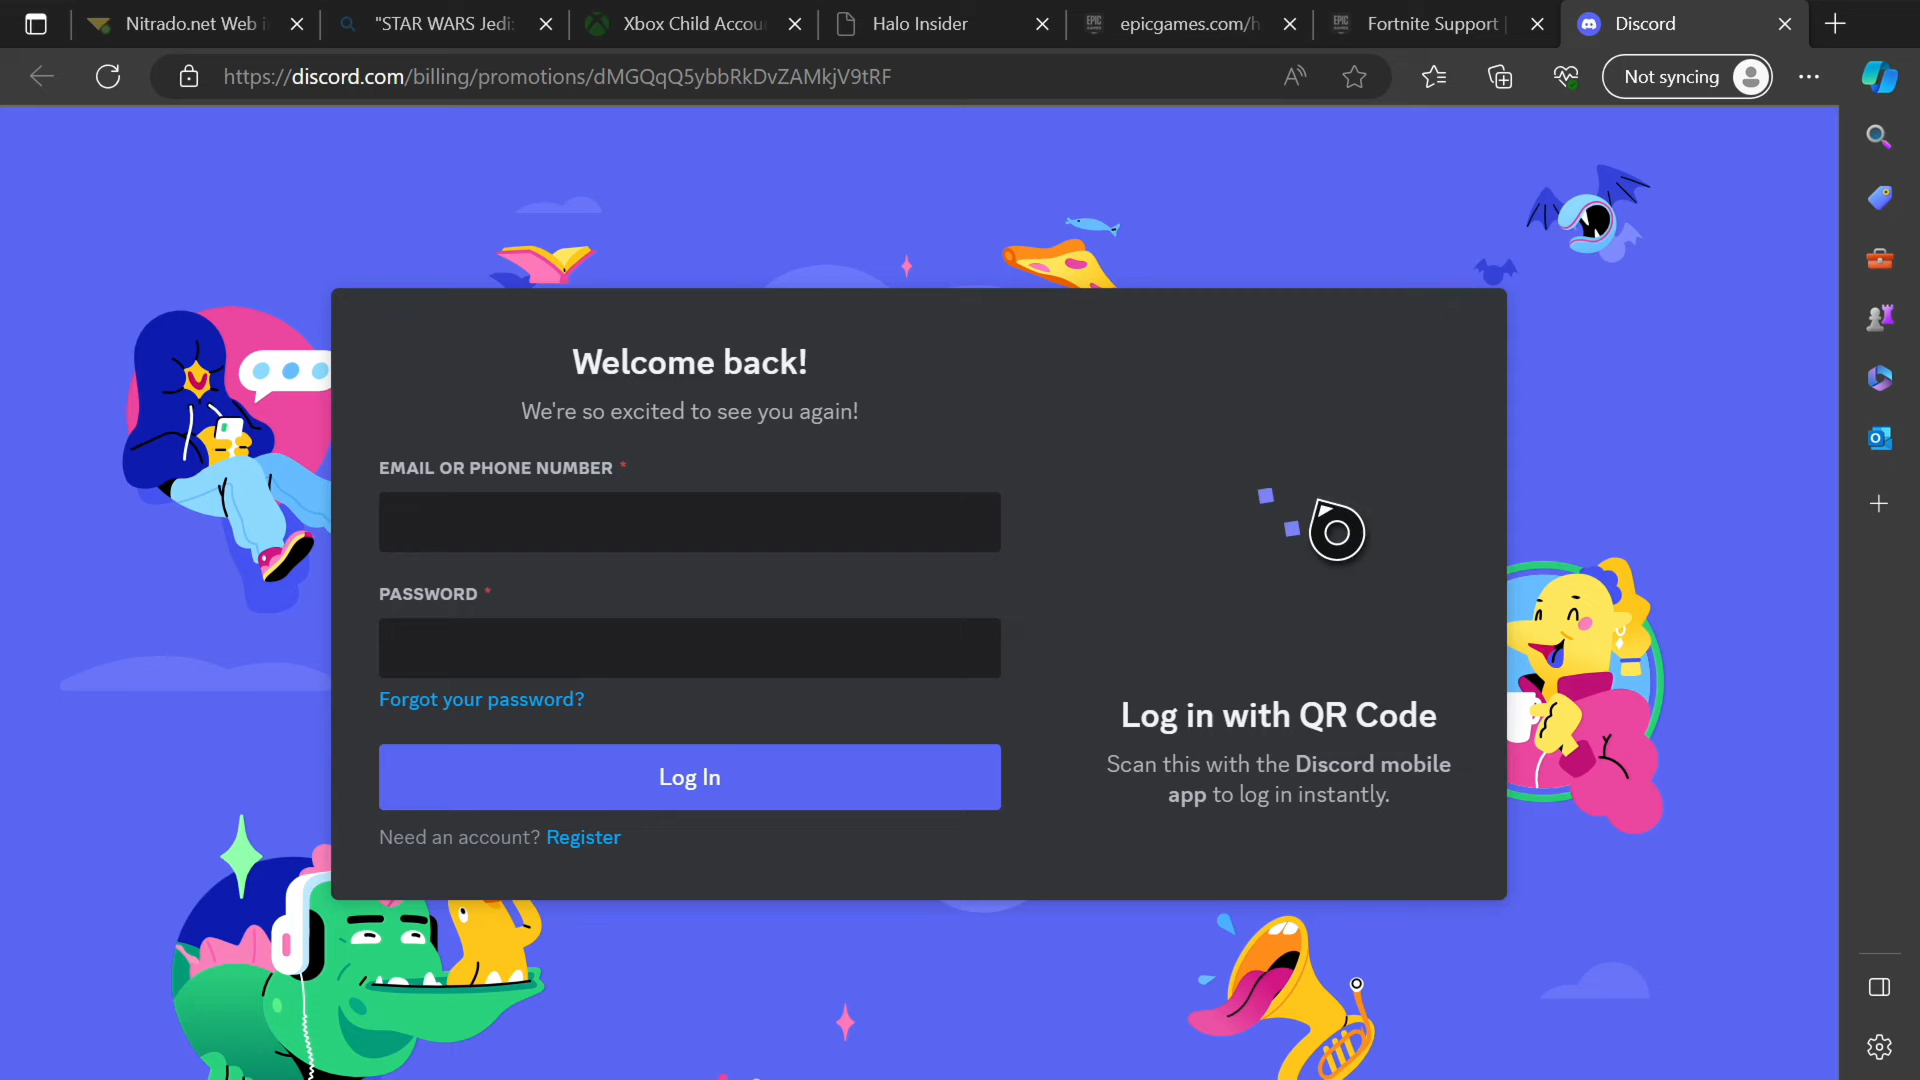 Nitrado.net Web i
"STAR WARS Jedi:
Xbox Child Accou
Halo Insider
epicgames.com/h
Fortnite Support |
Discord
https://discord.com/billing/promotions/dMGQqQ5ybbRkDvZAMkjV9tRF
Not syncing
Welcome back!
We're so excited to see you again!
EMAIL OR PHONE NUMBER *
PASSWORD *
Forgot your password?
Log In
Need an account? Register
Log in with QR Code
Scan this with the Discord mobile
app to log in instantly.